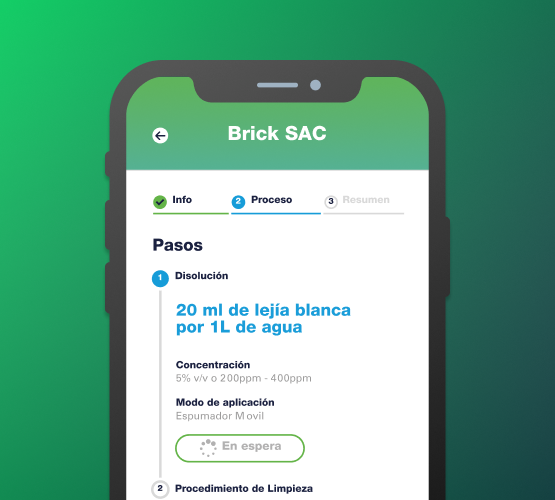 Brick SAC
Info
2 Proceso
3 Resumen
Pasos
1 Disolución
20 ml de lejía blanca
por 1L de agua
Concentración
5% v/v o 200ppm - 400ppm
Modo de aplicación
Espumador Movil
En espera
2 Procedimiento de Limpieza